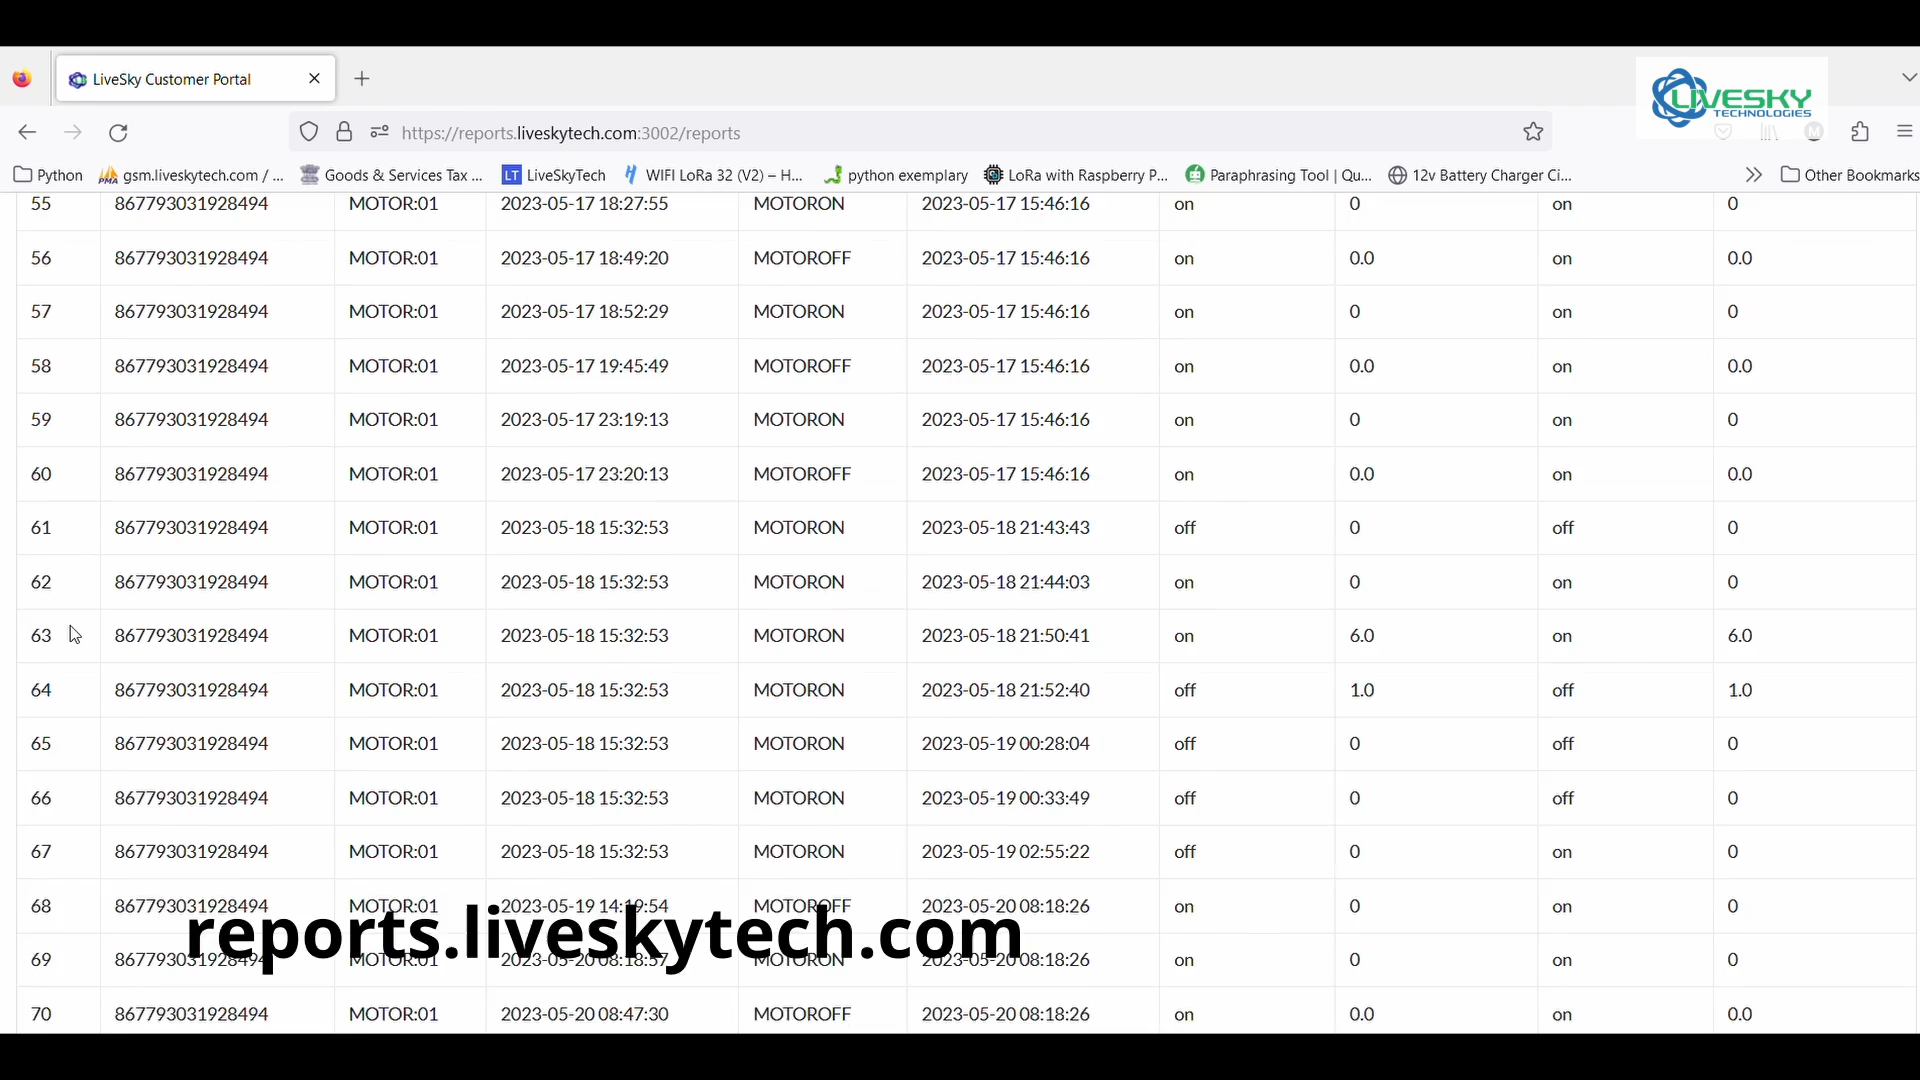 LiveSky Customer Portal
LIVESKY
TECHNOLOGIES
https://reports.liveskytech.com:3002/reports
Python gsm.liveskytech.com / ... Goods & Services Tax ... LT LiveSkyTech WIFI LoRa 32 (V2) – H... python exemplary LoRa with Raspberry P... Paraphrasing Tool | Qu... 12v Battery Charger Ci... Other Bookmarks
55 867793031928494 MOTOR:01 2023-05-17 18:27:55 MOTORON 2023-05-17 15:46:16 on 0 on 0
56 867793031928494 MOTOR:01 2023-05-17 18:49:20 MOTOROFF 2023-05-17 15:46:16 on 0.0 on 0.0
57 867793031928494 MOTOR:01 2023-05-17 18:52:29 MOTORON 2023-05-17 15:46:16 on 0 on 0
58 867793031928494 MOTOR:01 2023-05-17 19:45:49 MOTOROFF 2023-05-17 15:46:16 on 0.0 on 0.0
59 867793031928494 MOTOR:01 2023-05-17 23:19:13 MOTORON 2023-05-17 15:46:16 on 0 on 0
60 867793031928494 MOTOR:01 2023-05-17 23:20:13 MOTOROFF 2023-05-17 15:46:16 on 0.0 on 0.0
61 867793031928494 MOTOR:01 2023-05-18 15:32:53 MOTORON 2023-05-18 21:43:43 off 0 off 0
62 867793031928494 MOTOR:01 2023-05-18 15:32:53 MOTORON 2023-05-18 21:44:03 on 0 on 0
63 867793031928494 MOTOR:01 2023-05-18 15:32:53 MOTORON 2023-05-18 21:50:41 on 6.0 on 6.0
64 867793031928494 MOTOR:01 2023-05-18 15:32:53 MOTORON 2023-05-18 21:52:40 off 1.0 off 1.0
65 867793031928494 MOTOR:01 2023-05-18 15:32:53 MOTORON 2023-05-19 00:28:04 off 0 off 0
66 867793031928494 MOTOR:01 2023-05-18 15:32:53 MOTORON 2023-05-19 00:33:49 off 0 off 0
67 867793031928494 MOTOR:01 2023-05-18 15:32:53 MOTORON 2023-05-19 02:55:22 off 0 on 0
68 867793031928494 MOTOR:01 2023-05-19 14:19:54 MOTOROFF 2023-05-20 08:18:26 on 0 on 0
reports.liveskytech.com
69 867793031928494 MOTOR:01 2023-05-20 08:18:57 MOTORON 2023-05-20 08:18:26 on 0 on 0
70 867793031928494 MOTOR:01 2023-05-20 08:47:30 MOTOROFF 2023-05-20 08:18:26 on 0.0 on 0.0